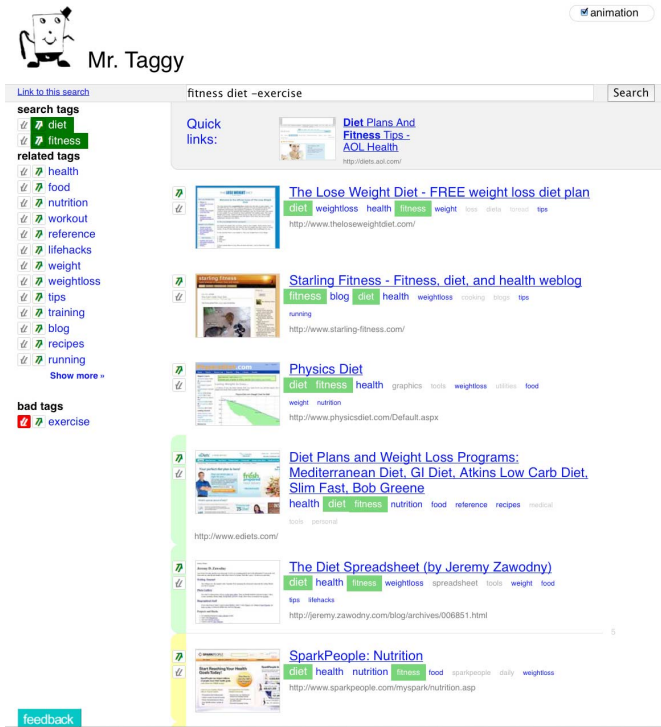 animation
Mr. Taggy
Link to this search
fitness diet -exercise
Search
search tags
diet
fitness
related tags
health
food
nutrition
workout
reference
lifehacks
weight
weightloss
tips
training
blog
recipes
running
Show more »
bad tags
exercise
feedback
Quick
links:
Diet Plans And
Fitness Tips -
AOL Health
http://diets.aol.com/
The Lose Weight Diet - FREE weight loss diet plan
diet weightloss health fitness weight loss diets fatloss tips
http://www.theloseweightdiet.com/
Starling Fitness - Fitness, diet, and health weblog
fitness blog diet health weightloss cooking blogs tips
running
http://www.starling-fitness.com/
Physics Diet
diet fitness health graphics tools weightloss utilities food
weight nutrition
http://www.physicsdiet.com/Default.aspx
Diet Plans and Weight Loss Programs:
Mediterranean Diet, GI Diet, Atkins Low Carb Diet,
Slim Fast, Bob Greene
health diet fitness nutrition food reference recipes medical
tools personal
http://www.ediets.com/
The Diet Spreadsheet (by Jeremy Zawodny)
diet health fitness weightloss spreadsheet tools weight food
tips lifehacks
http://jeremy.zawodny.com/blog/archives/006851.html
5
SparkPeople: Nutrition
diet health nutrition fitness food sparkpeople daily weightloss
http://www.sparkpeople.com/myspark/nutrition.asp